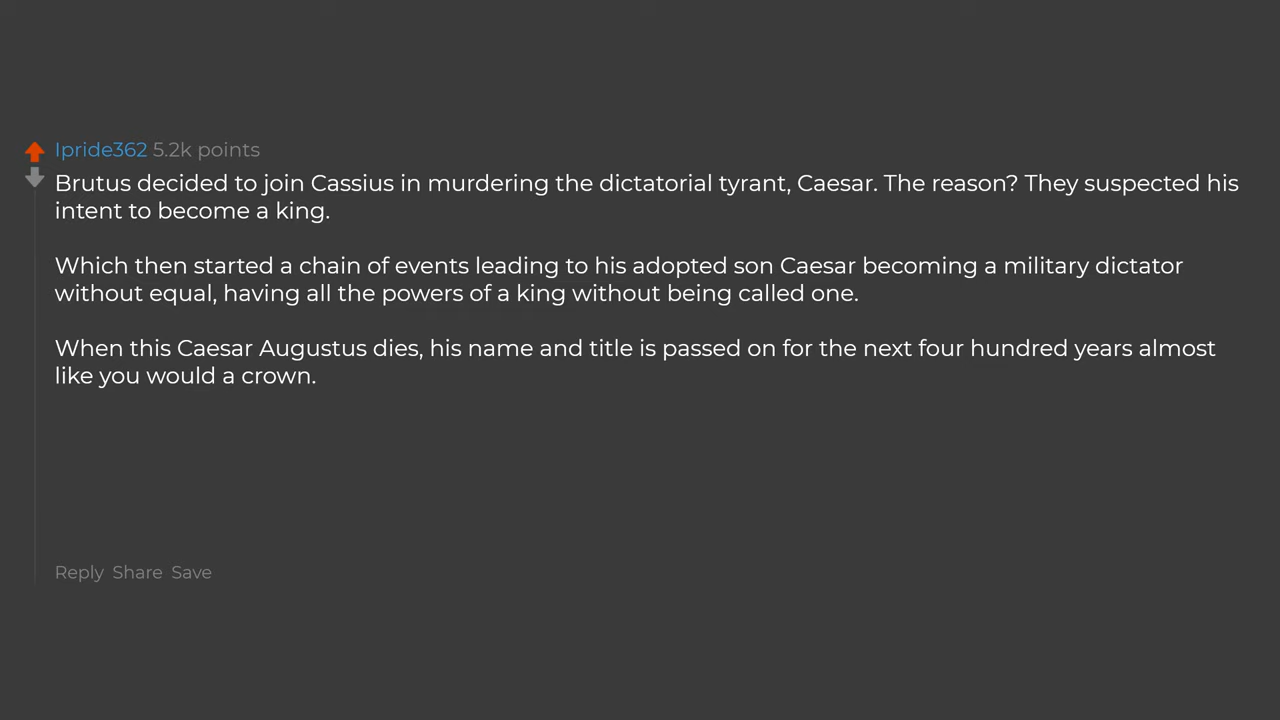 Ipride362 5.2k points
Brutus decided to join Cassius in murdering the dictatorial tyrant, Caesar. The reason? They suspected his
intent to become a king.
Which then started a chain of events leading to his adopted son Caesar becoming a military dictator
without equal, having all the powers of a king without being called one.
When this Caesar Augustus dies, his name and title is passed on for the next four hundred years almost
like you would a crown.
Reply Share Save